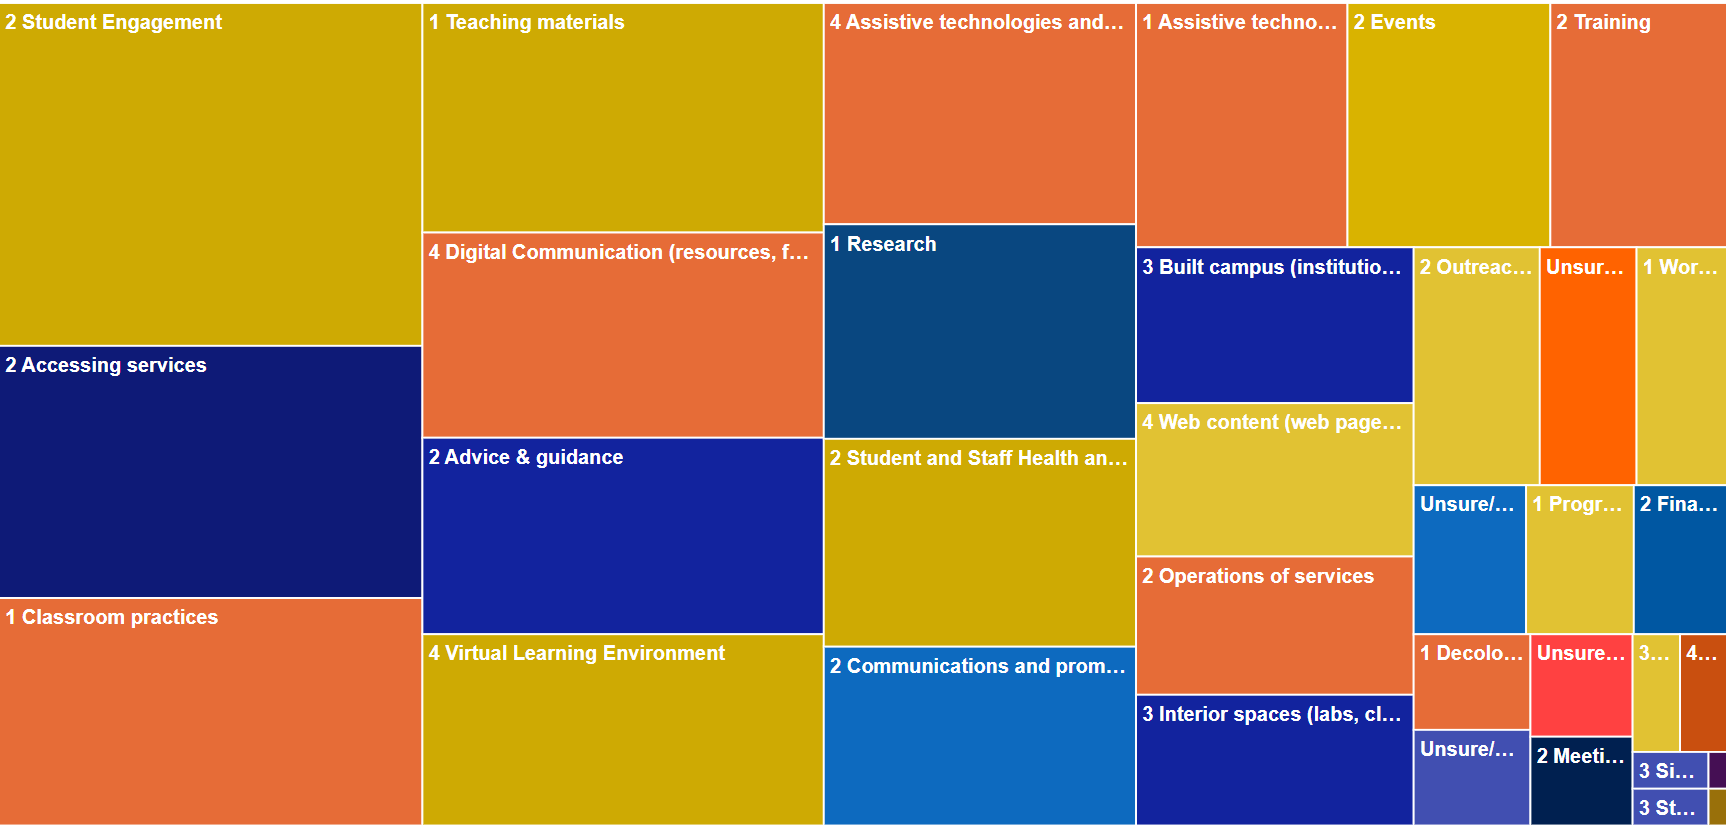 2 Student Engagement
2 Accessing services
1 Classroom practices
1 Teaching materials
4 Digital Communication (resources, f...
2 Advice & guidance
4 Virtual Learning Environment
4 Assistive technologies and...
1 Research
2 Student and Staff Health an...
2 Communications and prom...
1 Assistive techno...
2 Events
2 Training
3 Built campus (institutio...
4 Web content (web page...
2 Operations of services
3 Interior spaces (labs, cl...
2 Outreac...
Unsur...
1 Wor...
Unsure/...
1 Progr...
2 Fina...
1 Decolo...
Unsure...
3...
4...
Unsure/...
2 Meeti...
3 Si...
3 St...